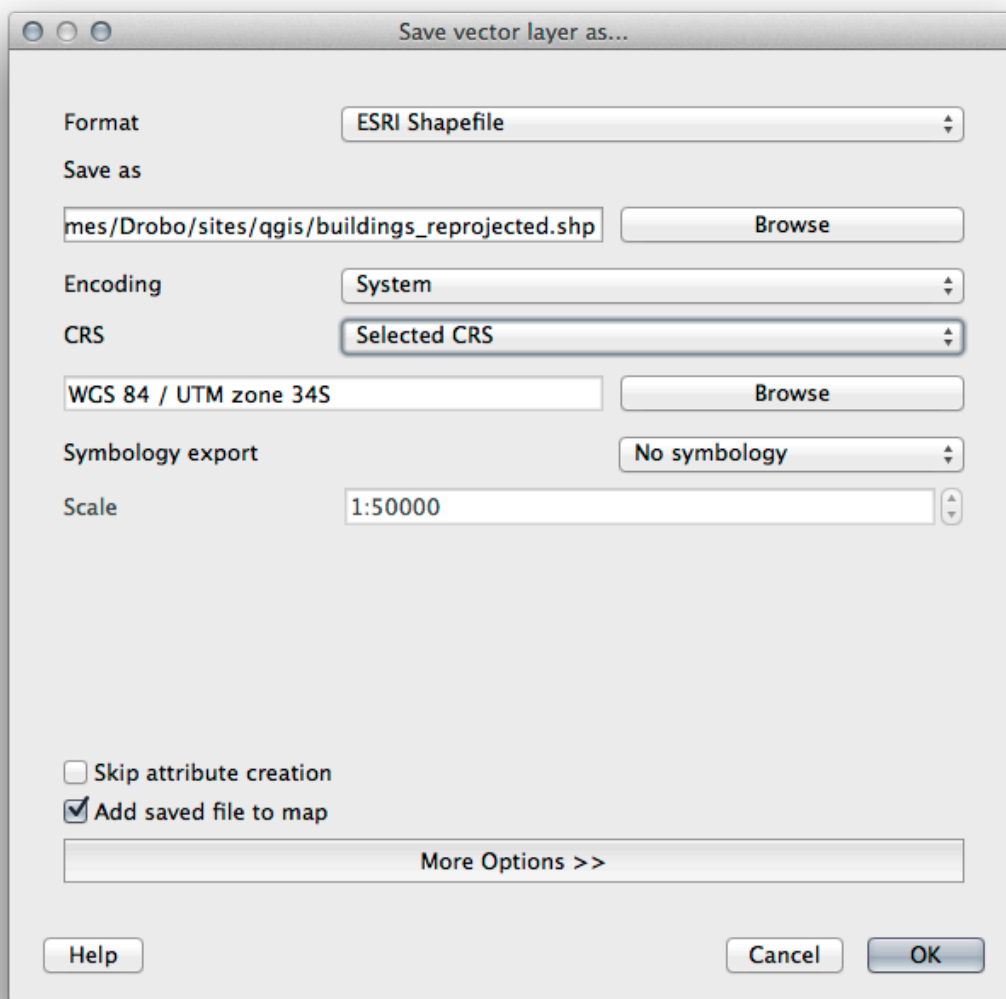 Save vector layer as...
Format ESRI Shapefile
Save as
mes/Drobo/sites/qgis/buildings_reprojected.shp Browse
Encoding System
CRS Selected CRS
WGS 84 / UTM zone 34S Browse
Symbology export No symbology
Scale 1:50000
Skip attribute creation
Add saved file to map
More Options >>
Help Cancel OK